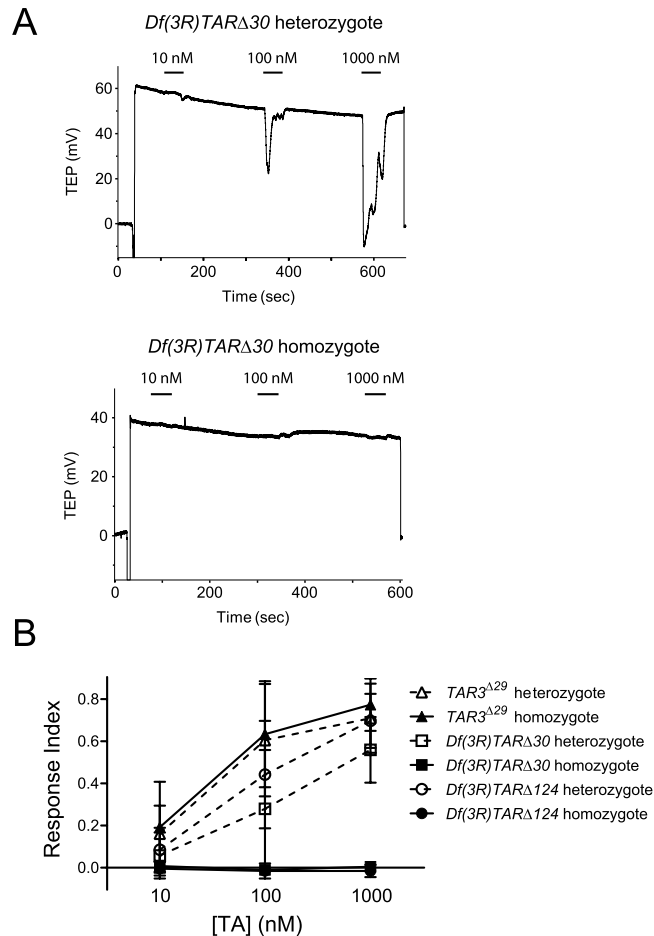 A
Df(3R)TARΔ30 heterozygote
10 nM 100 nM 1000 nM
60
40
20
0
TEP (mV)
0 200 400 600
Time (sec)
Df(3R)TARΔ30 homozygote
10 nM 100 nM 1000 nM
40
20
0
TEP (mV)
0 200 400 600
Time (sec)
B
0.8
0.6
0.4
0.2
0.0
Response Index
10 100 1000
[TA] (nM)
TAR3^Δ29 heterozygote
TAR3^Δ29 homozygote
Df(3R)TARΔ30 heterozygote
Df(3R)TARΔ30 homozygote
Df(3R)TARΔ124 heterozygote
Df(3R)TARΔ124 homozygote